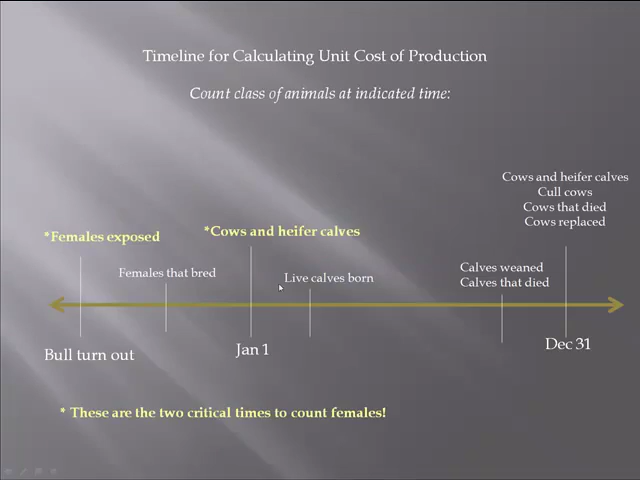 Timeline for Calculating Unit Cost of Production
Count class of animals at indicated time:
Cows and heifer calves
Cull cows
Cows that died
Cows replaced
*Females exposed
*Cows and heifer calves
Females that bred
Live calves born
Calves weaned
Calves that died
Bull turn out
Jan 1
Dec 31
* These are the two critical times to count females!